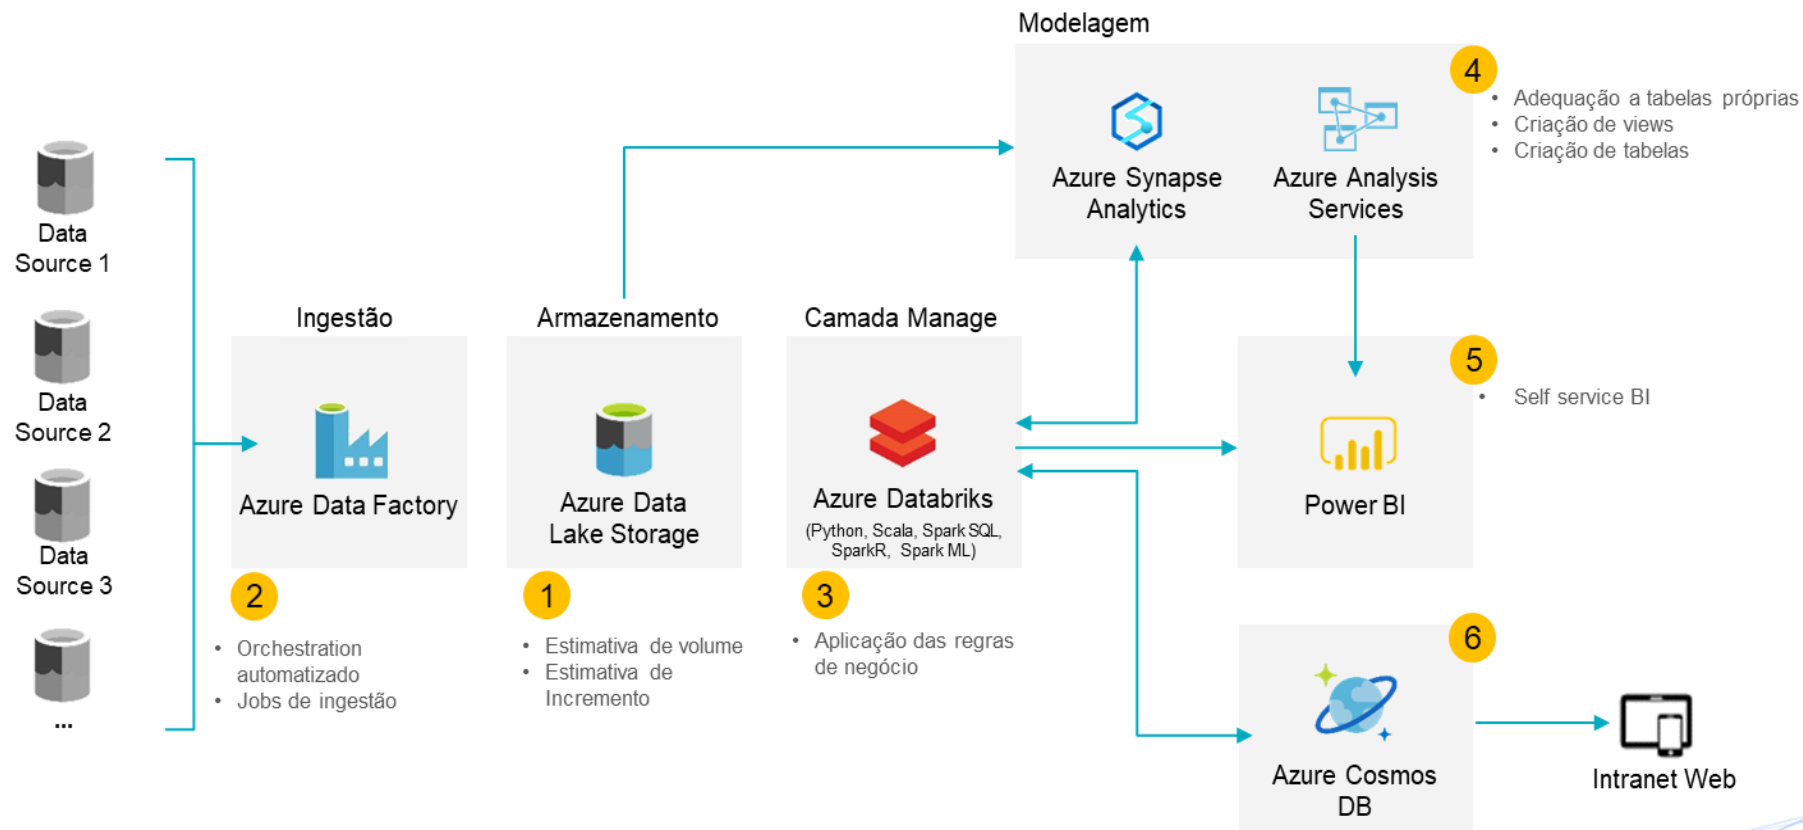 Modelagem
4
• Adequação a tabelas próprias
• Criação de views
• Criação de tabelas
Azure Synapse
Analytics
Azure Analysis
Services
Data
Source 1
Data
Source 2
Data
Source 3
...
Ingestão
Azure Data Factory
2
• Orchestration
automatizado
• Jobs de ingestão
Armazenamento
Azure Data
Lake Storage
1
• Estimativa de volume
• Estimativa de
Incremento
Camada Manage
Azure Databriks
(Python, Scala, Spark SQL,
SparkR, Spark ML)
3
• Aplicação das regras
de negócio
5
• Self service BI
Power BI
6
Azure Cosmos
DB
Intranet Web